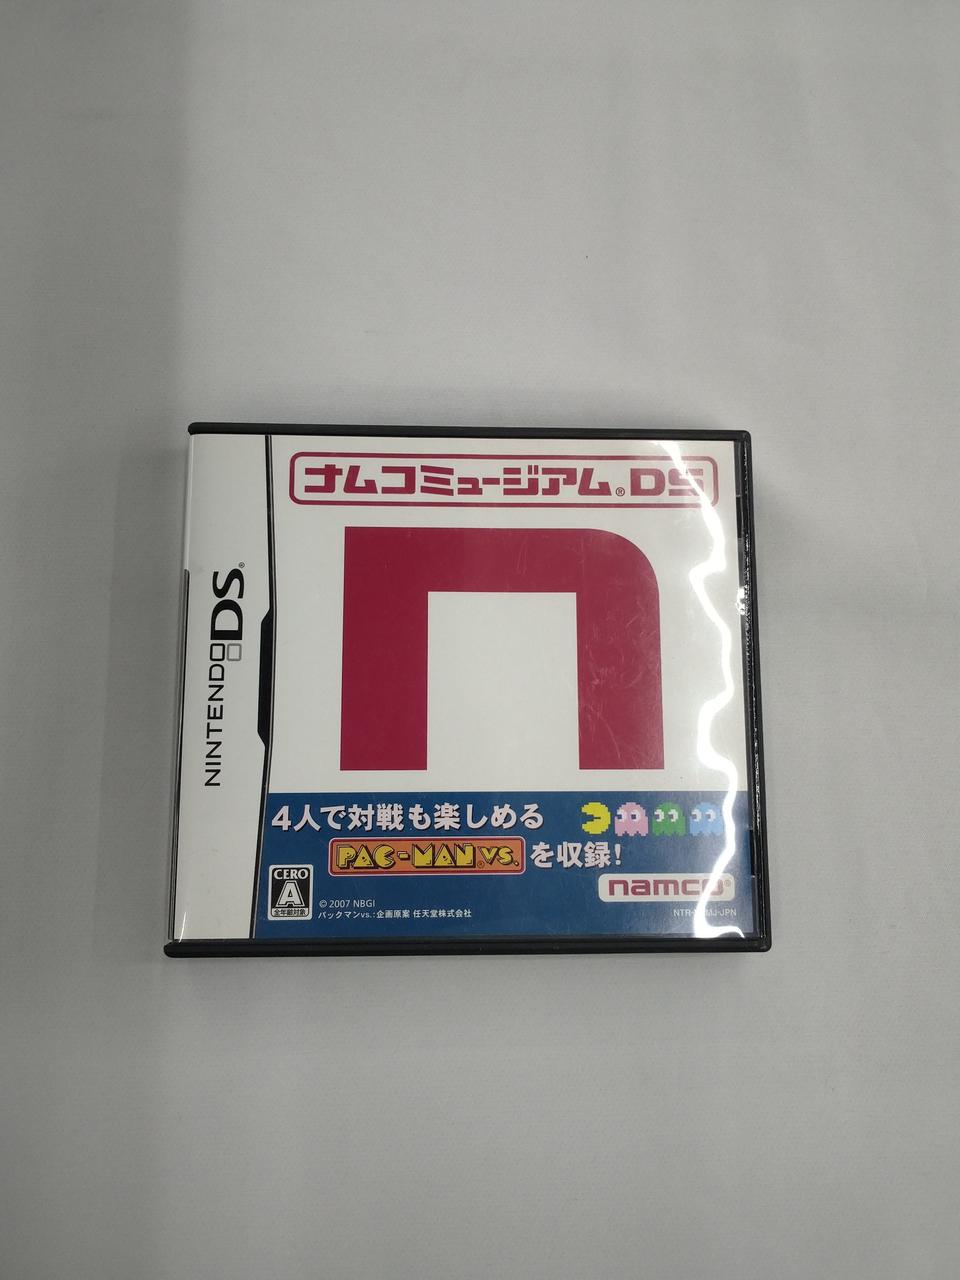 ナムコミュージアム®DS
NINTENDO DS®
4人で対戦も楽しめる
PAC-MAN® VS. を収録!
namco®
CERO
A
全年齢対象
© 2007 NBGI
パックマンvs.:企画原案 任天堂株式会社